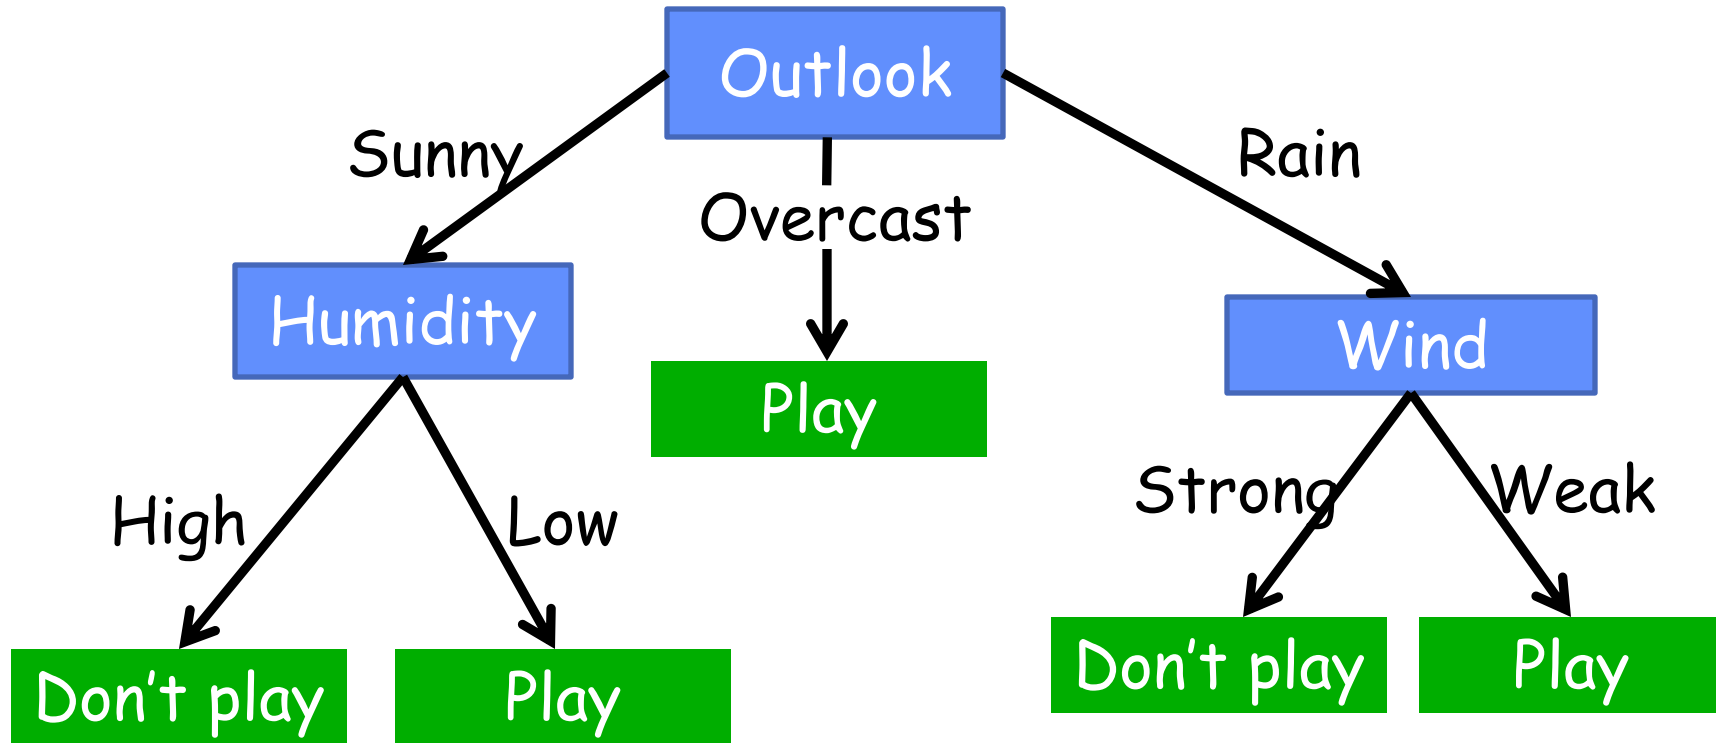 Outlook
Sunny
Overcast
Rain
Humidity
Play
Wind
High
Low
Strong
Weak
Don't play
Play
Don't play
Play